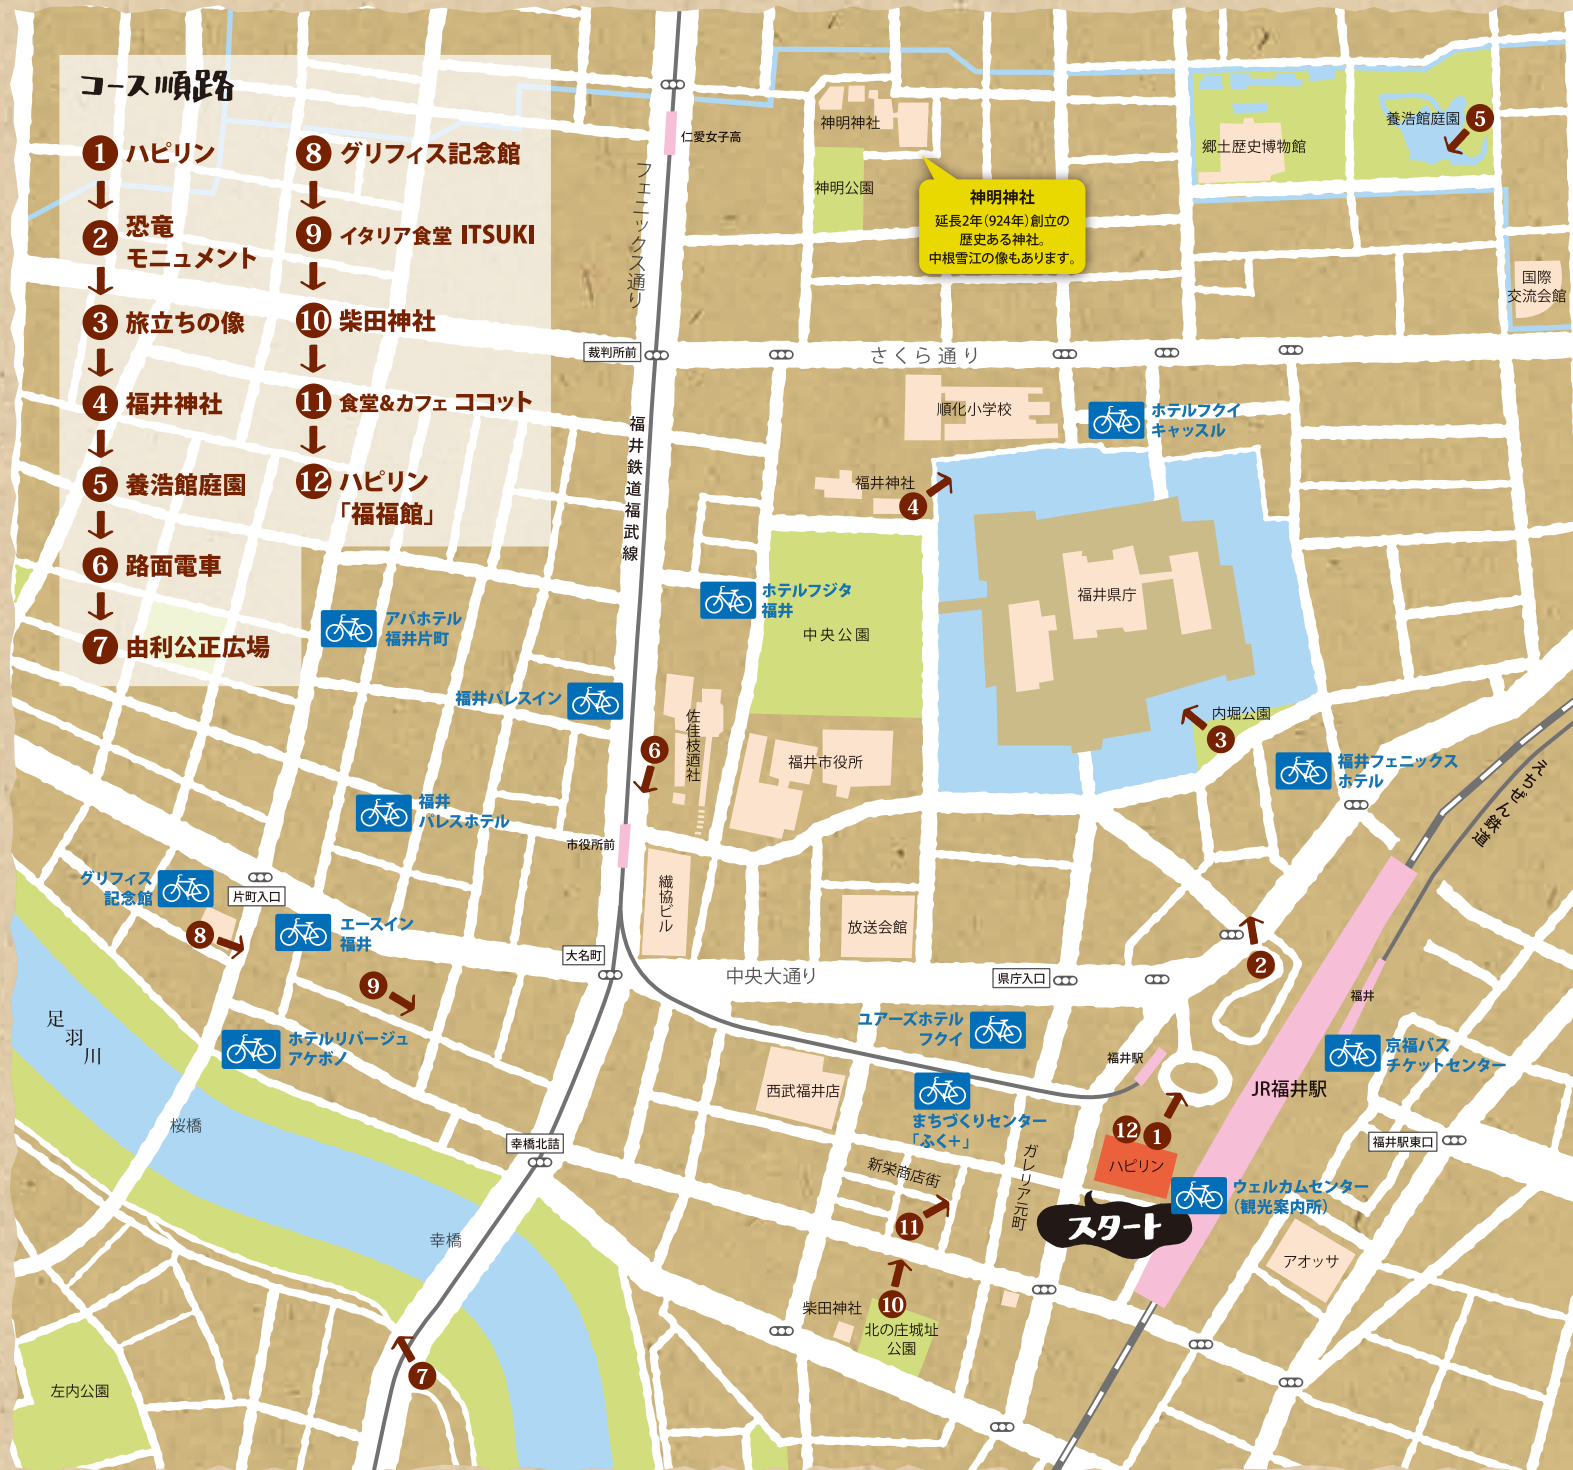 コース順路
1 ハピリン
2 恐竜
モニュメント
3 旅立ちの像
4 福井神社
5 養浩館庭園
6 路面電車
7 由利公正広場
8 グリフィス記念館
9 イタリア食堂 ITSUKI
10 柴田神社
11 食堂&カフェ ココット
12 ハピリン
「福福館」
仁愛女子高
フェニックス通り
神明神社
神明公園
神明神社
延長2年(924年)創立の
歴史ある神社。
中根雪江の像もあります。
郷土歴史博物館
養浩館庭園
5
国際
交流会館
裁判所前
さくら通り
福井鉄道福武線
順化小学校
ホテルフクイ
キャッスル
福井神社
4
ホテルフジタ
福井
中央公園
福井県庁
アパホテル
福井片町
福井パレスイン
6
佐佳枝廼社
福井市役所
内堀公園
3
福井フェニックス
ホテル
えちぜん鉄道
福井
パレスホテル
市役所前
グリフィス
記念館
片町入口
8
エースイン
福井
繊協ビル
放送会館
大名町
中央大通り
県庁入口
2
9
福井
足羽川
ホテルリバージュ
アケボノ
ユアーズホテル
フクイ
福井駅
京福バス
チケットセンター
JR福井駅
西武福井店
まちづくりセンター
「ふく+」
桜橋
幸橋北詰
12
1
ハピリン
福井駅東口
新栄商店街
ガレリア元町
ウェルカムセンター
(観光案内所)
スタート
11
幸橋
アオッサ
10
柴田神社
北の庄城址
公園
7
左内公園